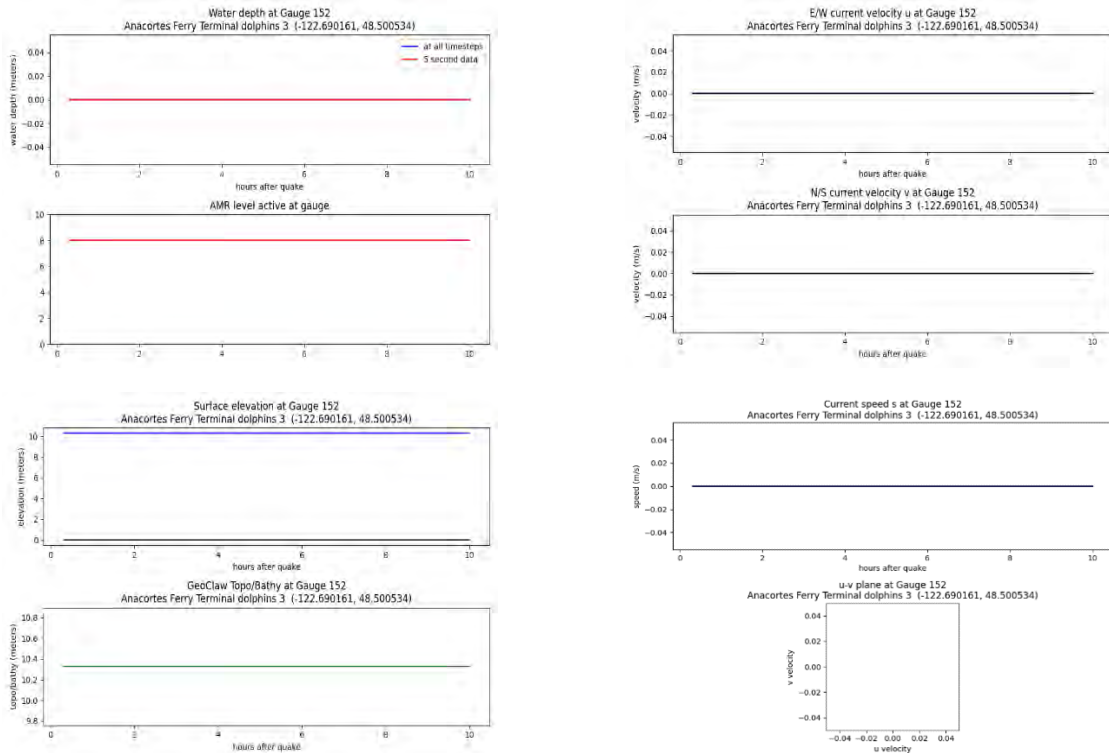 Water depth at Gauge 152
Anacortes Ferry Terminal dolphins 3 (-122.690161, 48.500534)
water depth (meters)
0.04
0.02
0.00
−0.02
−0.04
at all timesteps
5 second data
0 2 4 6 8 10
hours after quake
AMR level active at gauge
10
8
6
4
2
0
0 2 4 6 8 10
hours after quake
E/W current velocity u at Gauge 152
Anacortes Ferry Terminal dolphins 3 (-122.690161, 48.500534)
velocity (m/s)
0.04
0.02
0.00
−0.02
−0.04
0 2 4 6 8 10
hours after quake
N/S current velocity v at Gauge 152
Anacortes Ferry Terminal dolphins 3 (-122.690161, 48.500534)
velocity (m/s)
0.04
0.02
0.00
−0.02
−0.04
0 2 4 6 8 10
hours after quake
Surface elevation at Gauge 152
Anacortes Ferry Terminal dolphins 3 (-122.690161, 48.500534)
elevation (meters)
10
8
6
4
2
0
0 2 4 6 8 10
hours after quake
GeoClaw Topo/Bathy at Gauge 152
Anacortes Ferry Terminal dolphins 3 (-122.690161, 48.500534)
topo/bathy (meters)
10.8
10.6
10.4
10.2
10.0
9.8
0 2 4 6 8 10
hours after quake
Current speed s at Gauge 152
Anacortes Ferry Terminal dolphins 3 (-122.690161, 48.500534)
speed (m/s)
0.04
0.02
0.00
−0.02
−0.04
0 2 4 6 8 10
hours after quake
u-v plane at Gauge 152
Anacortes Ferry Terminal dolphins 3 (-122.690161, 48.500534)
v velocity
0.04
0.02
0.00
−0.02
−0.04
−0.04 −0.02 0.00 0.02 0.04
u velocity